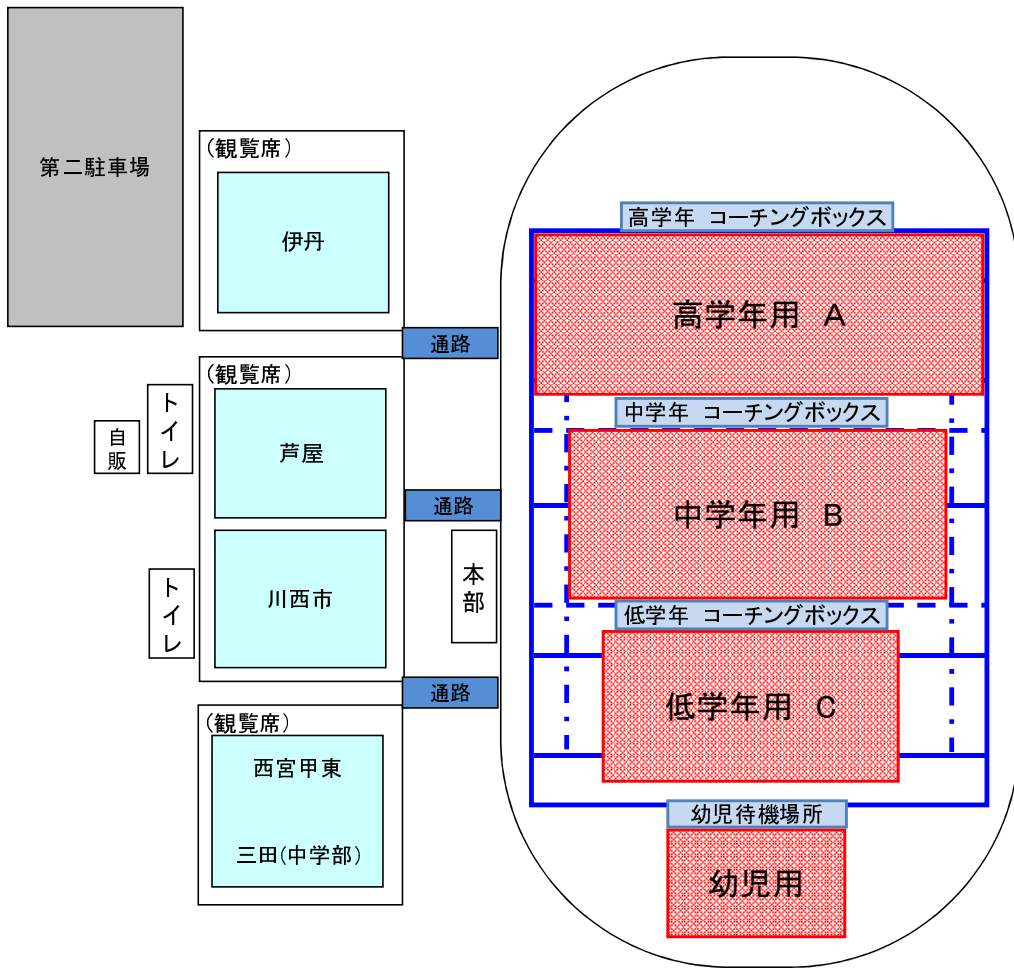 第二駐車場
(観覧席)
伊丹
通路
(観覧席)
芦屋
トイレ
自販
通路
川西市
トイレ
本部
通路
(観覧席)
西宮甲東
三田(中学部)
高学年 コーチングボックス
高学年用 A
中学年 コーチングボックス
中学年用 B
低学年 コーチングボックス
低学年用 C
幼児待機場所
幼児用